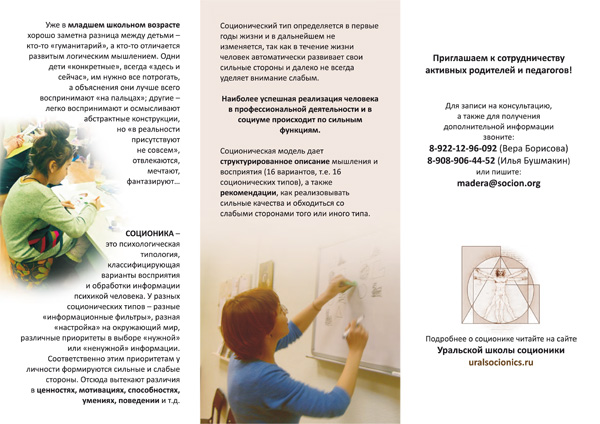 Уже в младшем школьном возрасте
хорошо заметна разница между детьми –
кто-то «гуманитарий», а кто-то отличается
развитым логическим мышлением. Одни
дети «конкретные», всегда «здесь и
сейчас», им нужно все потрогать,
а объяснения они лучше всего
воспринимают «на пальцах»; другие –
легко воспринимают и осмысливают
абстрактные конструкции,
но «в реальности
присутствуют
не совсем»,
отвлекаются,
мечтают,
фантазируют...
СОЦИОНИКА –
это психологическая
типология,
классифицирующая
варианты восприятия
и обработки информации
психикой человека. У разных
соционических типов – разные
«информационные фильтры», разная
«настройка» на окружающий мир,
различные приоритеты в выборе «нужной»
или «ненужной» информации.
Соответственно этим приоритетам у
личности формируются сильные и слабые
стороны. Отсюда вытекают различия
в ценностях, мотивациях, способностях,
умениях, поведении и т.д.
Соционический тип определяется в первые
годы жизни и в дальнейшем не
изменяется, так как в течение жизни
человек автоматически развивает свои
сильные стороны и далеко не всегда
уделяет внимание слабым.
Наиболее успешная реализация человека
в профессиональной деятельности и в
социуме происходит по сильным
функциям.
Соционическая модель дает
структурированное описание мышления и
восприятия (16 вариантов, т.е. 16
соционических типов), а также
рекомендации, как реализовывать
сильные качества и обходиться со
слабыми сторонами того или иного типа.
Приглашаем к сотрудничеству
активных родителей и педагогов!
Для записи на консультацию,
а также для получения
дополнительной информации
звоните:
8-922-12-96-092 (Вера Борисова)
8-908-906-44-52 (Илья Бушмакин)
или пишите:
madera@socion.org
Подробнее о соционике читайте на сайте
Уральской школы соционики
uralsocionics.ru